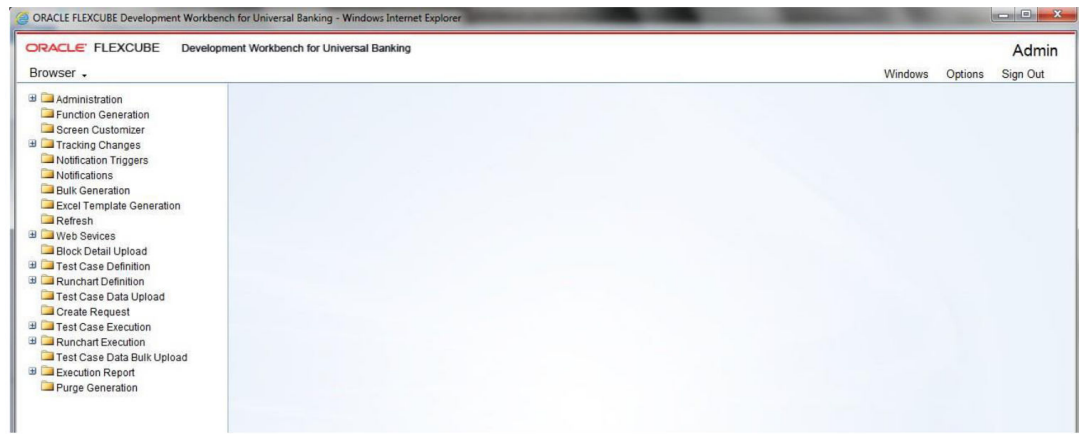 ORACLE FLEXCUBE Development Workbench for Universal Banking - Windows Internet Explorer
ORACLE FLEXCUBE Development Workbench for Universal Banking
Admin
Browser
Windows Options Sign Out
Administration
Function Generation
Screen Customizer
Tracking Changes
Notification Triggers
Notifications
Bulk Generation
Excel Template Generation
Refresh
Web Sevices
Block Detail Upload
Test Case Definition
Runchart Definition
Test Case Data Upload
Create Request
Test Case Execution
Runchart Execution
Test Case Data Bulk Upload
Execution Report
Purge Generation